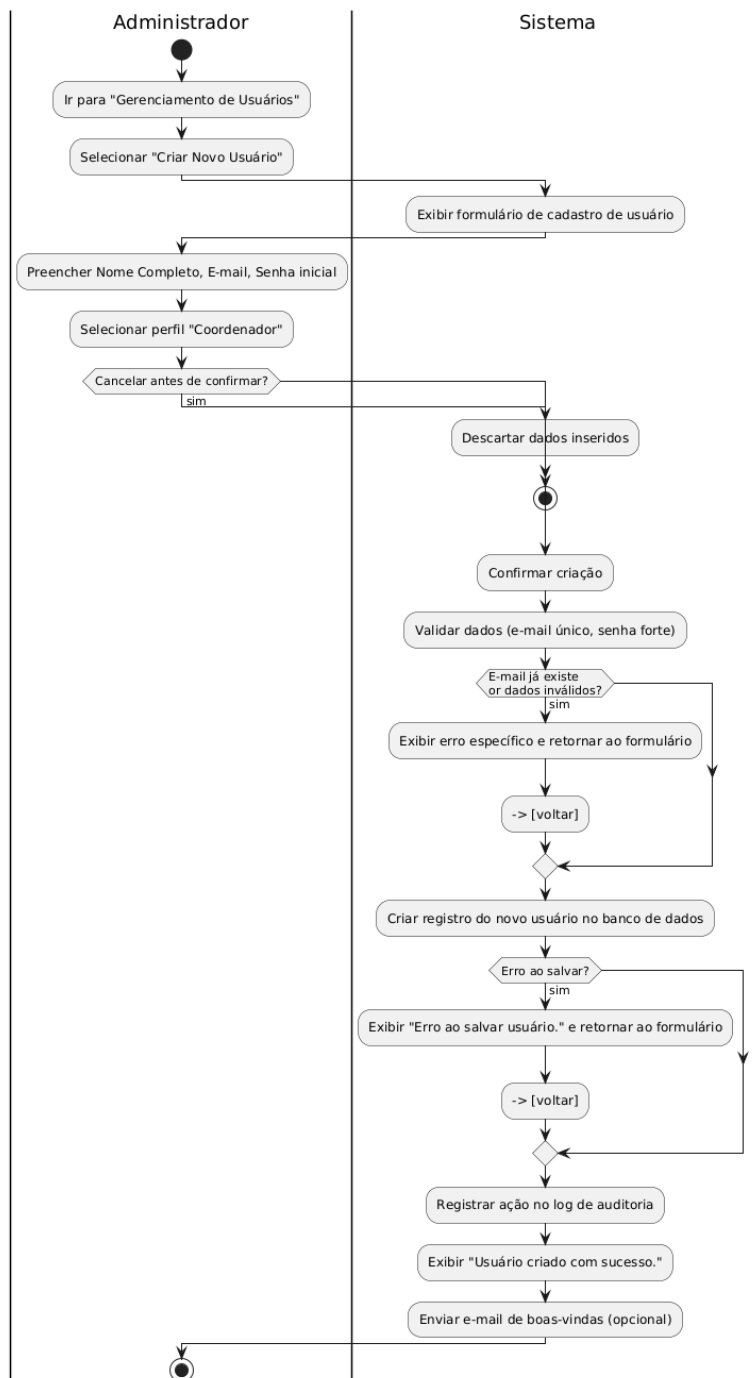 Administrador
Sistema
Ir para "Gerenciamento de Usuários"
Selecionar "Criar Novo Usuário"
Exibir formulário de cadastro de usuário
Preencher Nome Completo, E-mail, Senha inicial
Selecionar perfil "Coordenador"
Cancelar antes de confirmar?
sim
Descartar dados inseridos
Confirmar criação
Validar dados (e-mail único, senha forte)
E-mail já existe
or dados inválidos?
sim
Exibir erro específico e retornar ao formulário
-> [voltar]
Criar registro do novo usuário no banco de dados
Erro ao salvar?
sim
Exibir "Erro ao salvar usuário." e retornar ao formulário
-> [voltar]
Registrar ação no log de auditoria
Exibir "Usuário criado com sucesso."
Enviar e-mail de boas-vindas (opcional)